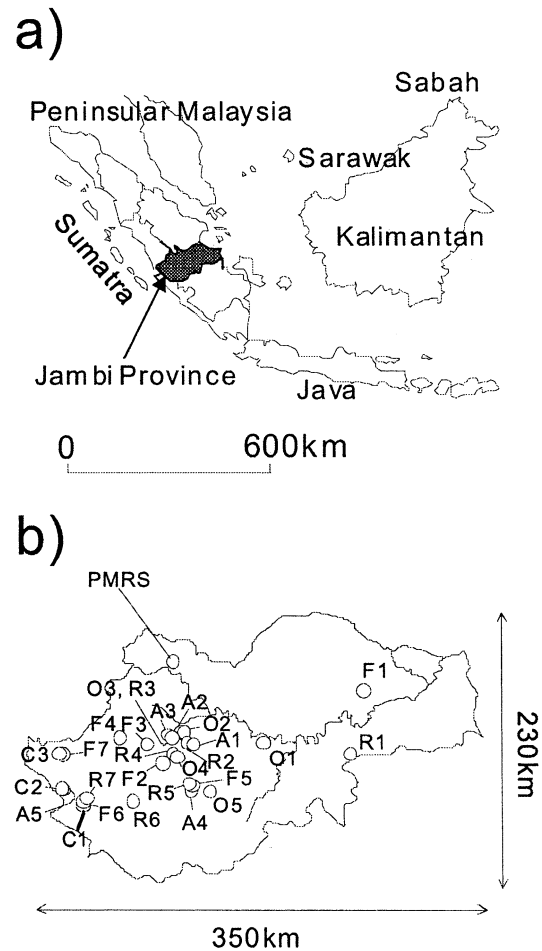 a)
Sabah
Peninsular Malaysia
Sarawak
Kalimantan
Sumatra
Jambi Province
Java
0 600km
b)
PMRS
F1
O3, R3
A2
A3
O2
F4 F3
A1
R1
C3 F7 R4
R2
O1
F2
O4
F5
C2
R7
R5
O5
A5
F6 R6 A4
C1
230km
350km